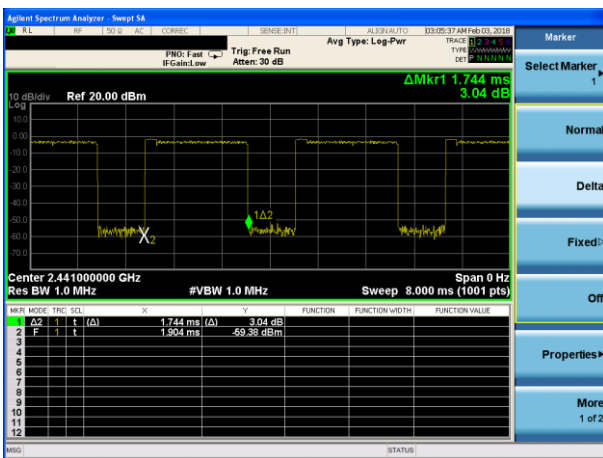 Agilent Spectrum Analyzer - Swept SA
RL RF 50 Ω AC CORREC SENSE:INT ALIGNAUTO 03:05:37 AM Feb 03, 2018
Avg Type: Log-Pwr TRACE 1 2 3 4 5 6
PNO: Fast Trig: Free Run TYPE
IFGain:Low Atten: 30 dB DET P N N N N N
ΔMkr1 1.744 ms
3.04 dB
10 dB/div Ref 20.00 dBm
Log
10.0
0.00
-10.0
-20.0
-30.0
-40.0
-50.0
1Δ2
-60.0
X2
-70.0
Center 2.441000000 GHz Span 0 Hz
Res BW 1.0 MHz #VBW 1.0 MHz Sweep 8.000 ms (1001 pts)
MKR MODE TRC SCL X Y FUNCTION FUNCTION WIDTH FUNCTION VALUE
1 Δ2 1 t (Δ) 1.744 ms (Δ) 3.04 dB
2 F 1 t 1.904 ms -59.38 dBm
3
4
5
6
7
8
9
10
11
12
MSG STATUS
Marker
Select Marker
1
Normal
Delta
Fixed
Off
Properties
More
1 of 2